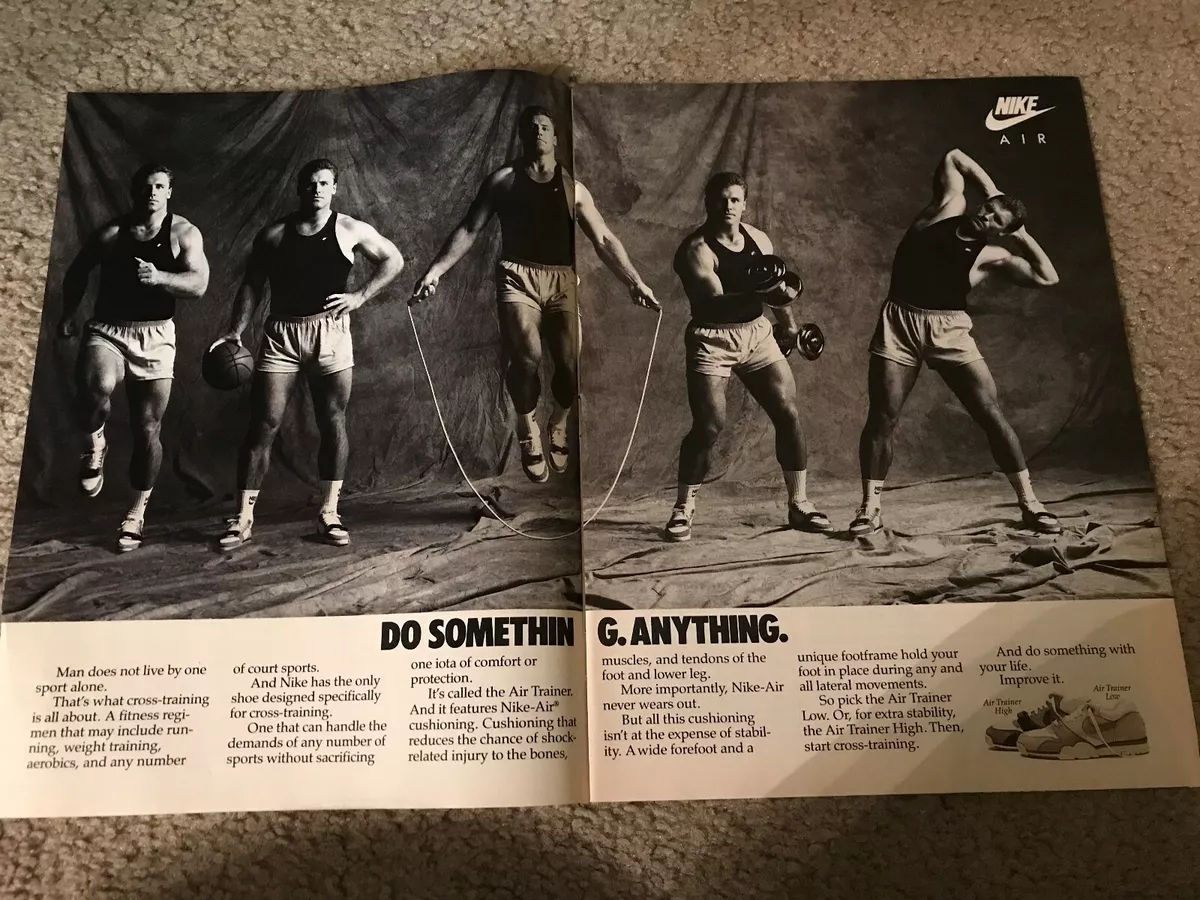 NIKE
AIR
DO SOMETHING. ANYTHING.
Man does not live by one
sport alone.
That's what cross-training
is all about. A fitness regi-
men that may include run-
ning, weight training,
aerobics, and any number
of court sports.
And Nike has the only
shoe designed specifically
for cross-training.
One that can handle the
demands of any number of
sports without sacrificing
one iota of comfort or
protection.
It's called the Air Trainer.
And it features Nike-Air®
cushioning. Cushioning that
reduces the chance of shock-
related injury to the bones,
muscles, and tendons of the
foot and lower leg.
More importantly, Nike-Air
never wears out.
But all this cushioning
isn't at the expense of stabil-
ity. A wide forefoot and a
unique footframe hold your
foot in place during any and
all lateral movements.
So pick the Air Trainer
Low. Or, for extra stability,
the Air Trainer High. Then,
start cross-training.
And do something with
your life.
Improve it.
Air Trainer
High
Air Trainer
Low